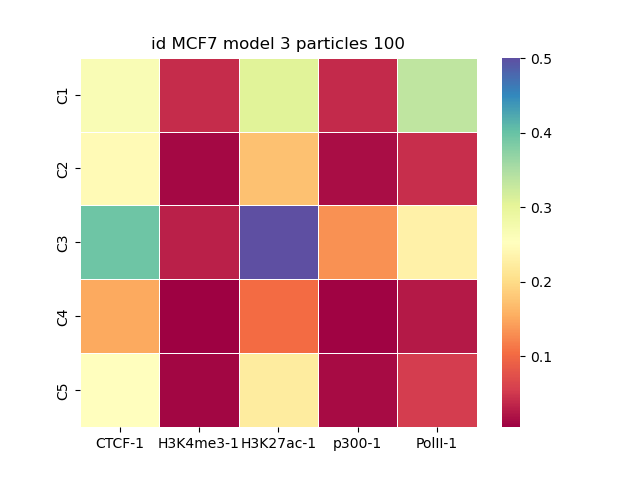 id MCF7 model 3 particles 100
C1
C2
C3
C4
C5
CTCF-1 H3K4me3-1 H3K27ac-1 p300-1 PolII-1
0.5
0.4
0.3
0.2
0.1